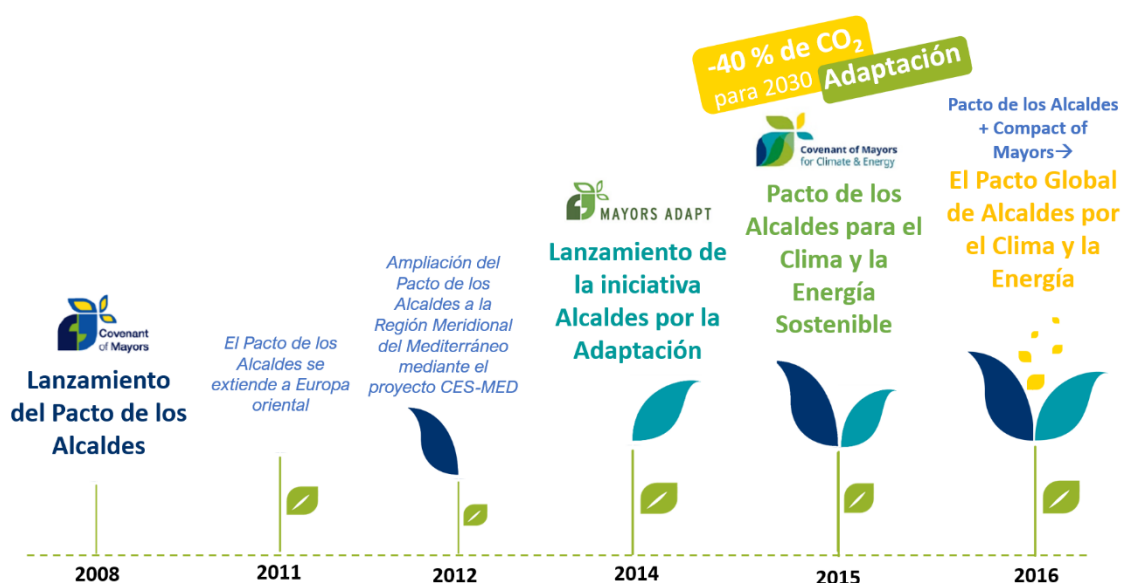 -40 % de CO₂
para 2030
Adaptación
Covenant
of Mayors
Lanzamiento
del Pacto de los
Alcaldes
El Pacto de los
Alcaldes se
extiende a Europa
oriental
Ampliación del
Pacto de los
Alcaldes a la
Región Meridional
del Mediterráneo
mediante el
proyecto CES-MED
MAYORS ADAPT
Lanzamiento de
la iniciativa
Alcaldes por la
Adaptación
Covenant of Mayors
for Climate & Energy
Pacto de los
Alcaldes para el
Clima y la
Energía
Sostenible
Pacto de los Alcaldes
+ Compact of
Mayors→
El Pacto Global
de Alcaldes por
el Clima y la
Energía
2008
2011
2012
2014
2015
2016